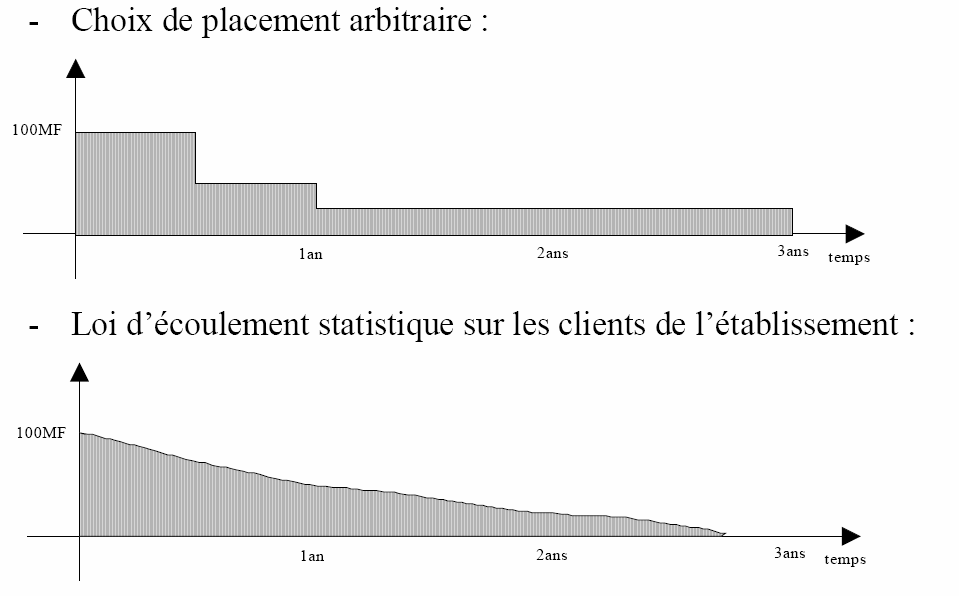 - Choix de placement arbitraire :
100MF
1an 2ans 3ans temps
- Loi d’écoulement statistique sur les clients de l’établissement :
100MF
1an 2ans 3ans temps